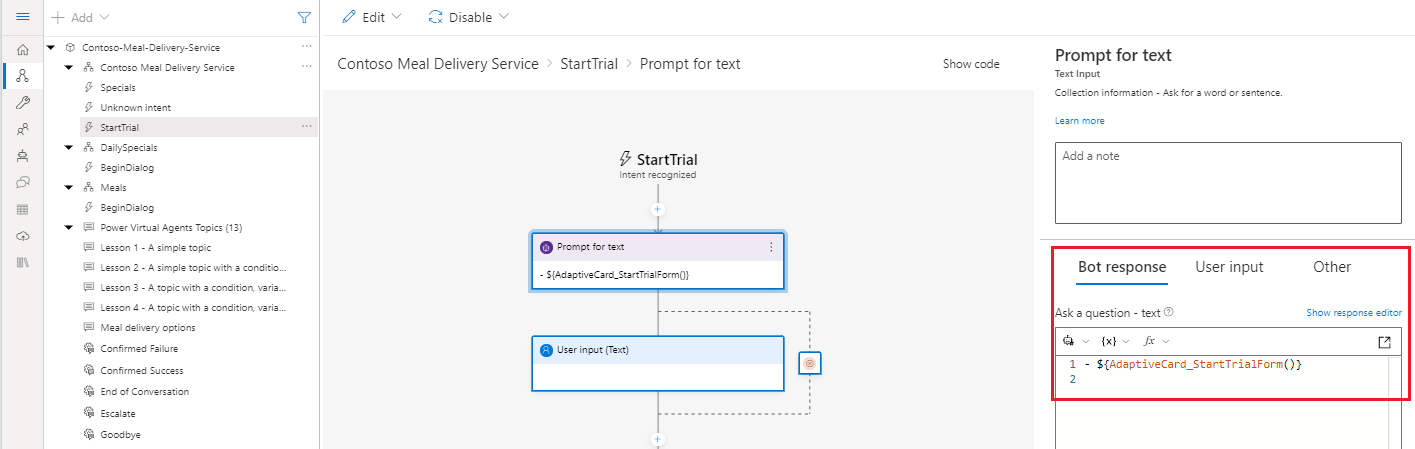 Add
Contoso-Meal-Delivery-Service
Contoso Meal Delivery Service
Specials
Unknown intent
StartTrial
DailySpecials
BeginDialog
Meals
BeginDialog
Power Virtual Agents Topics (13)
Lesson 1 - A simple topic
Lesson 2 - A simple topic with a conditio...
Lesson 3 - A topic with a condition, varia...
Lesson 4 - A topic with a condition, varia...
Meal delivery options
Confirmed Failure
Confirmed Success
End of Conversation
Escalate
Goodbye
Edit
Disable
Contoso Meal Delivery Service > StartTrial > Prompt for text
Show code
StartTrial
Intent recognized
Prompt for text
- ${AdaptiveCard_StartTrialForm()}
User input (Text)
Prompt for text
Text Input
Collection information - Ask for a word or sentence.
Learn more
Add a note
Bot response User input Other
Ask a question - text Show response editor
{x} fx
1 - ${AdaptiveCard_StartTrialForm()}
2